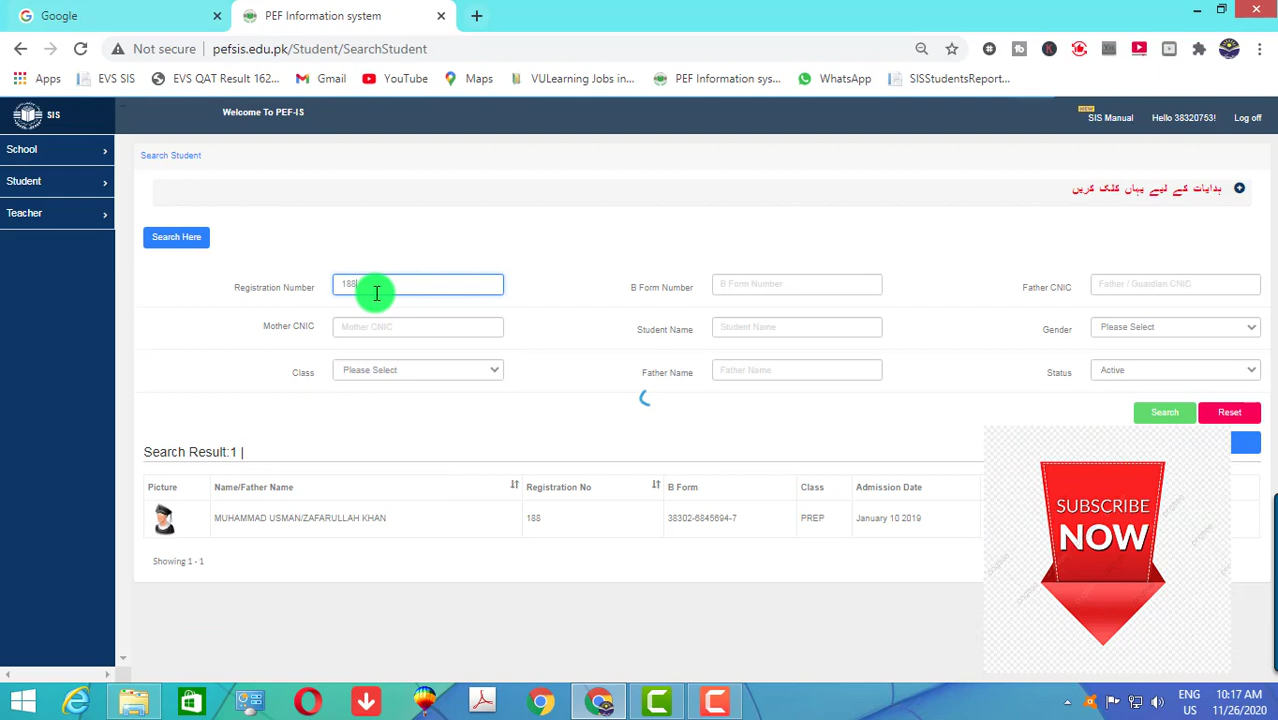 Google
PEF Information system
Not secure | pefsis.edu.pk/Student/SearchStudent
Apps
EVS SIS
EVS QAT Result 162...
Gmail
YouTube
Maps
VULearning Jobs in...
PEF Information sys...
WhatsApp
SISStudentsReport...
SIS
Welcome To PEF-IS
NEW
SIS Manual
Hello 38320753!
Log off
School
Student
Teacher
Search Student
ہدایات کے لیے یہاں کلک کریں
Search Here
Registration Number 188 B Form Number B Form Number Father CNIC Father / Guardian CNIC
Mother CNIC Mother CNIC Student Name Student Name Gender Please Select
Class Please Select Father Name Father Name Status Active
Search Reset
Search Result:1 |
Picture Name/Father Name Registration No B Form Class Admission Date
MUHAMMAD USMAN/ZAFARULLAH KHAN 188 38302-6845694-7 PREP January 10 2019
Showing 1 - 1
SUBSCRIBE
NOW
ENG 10:17 AM
US 11/26/2020